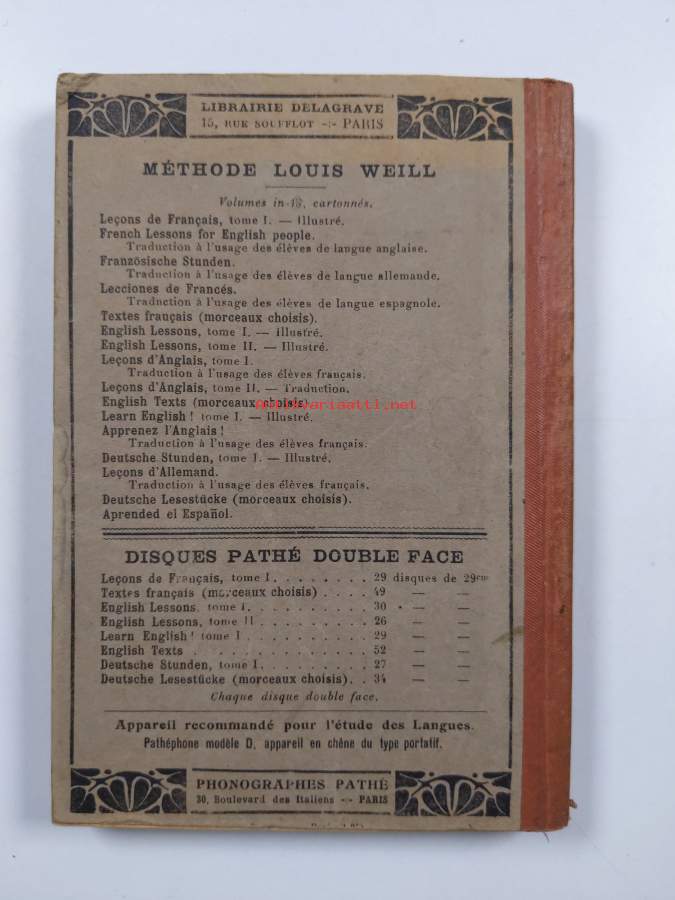 LIBRAIRIE DELAGRAVE
15, RUE SOUFFLOT -:- PARIS
MÉTHODE LOUIS WEILL
Volumes in-18, cartonnés.
Leçons de Français, tome I. — Illustré.
French Lessons for English people.
Traduction à l'usage des élèves de langue anglaise.
Französische Stunden.
Traduction à l'usage des élèves de langue allemande.
Lecciones de Francés.
Traduction à l'usage des élèves de langue espagnole.
Textes français (morceaux choisis).
English Lessons, tome I. — Illustré.
English Lessons, tome II. — Illustré.
Leçons d'Anglais, tome I.
Traduction à l'usage des élèves français.
Leçons d'Anglais, tome II. — Traduction.
English Texts (morceaux choisis)
antikvariaatti.net
Learn English ! tome I. — Illustré.
Apprenez l'Anglais !
Traduction à l'usage des élèves français.
Deutsche Stunden, tome I. — Illustré.
Leçons d'Allemand.
Traduction à l'usage des élèves français.
Deutsche Lesestücke (morceaux choisis).
Aprended el Español.
DISQUES PATHÉ DOUBLE FACE
Leçons de Français, tome I. . . . . . . . 29 disques de 29cm
Textes français (morceaux choisis) . . . . 49 — —
English Lessons, tome I. . . . . . . . . 30 — —
English Lessons, tome II . . . . . . . . 26 — —
Learn English ! tome I . . . . . . . . . 29 — —
English Texts . . . . . . . . . . . . 52 — —
Deutsche Stunden, tome I. . . . . . . . . 27 — —
Deutsche Lesestücke (morceaux choisis). . 34 — —
Chaque disque double face.
Appareil recommandé pour l'étude des Langues.
Pathéphone modèle D, appareil en chêne du type portatif.
PHONOGRAPHES PATHÉ
30, Boulevard des Italiens -:- PARIS